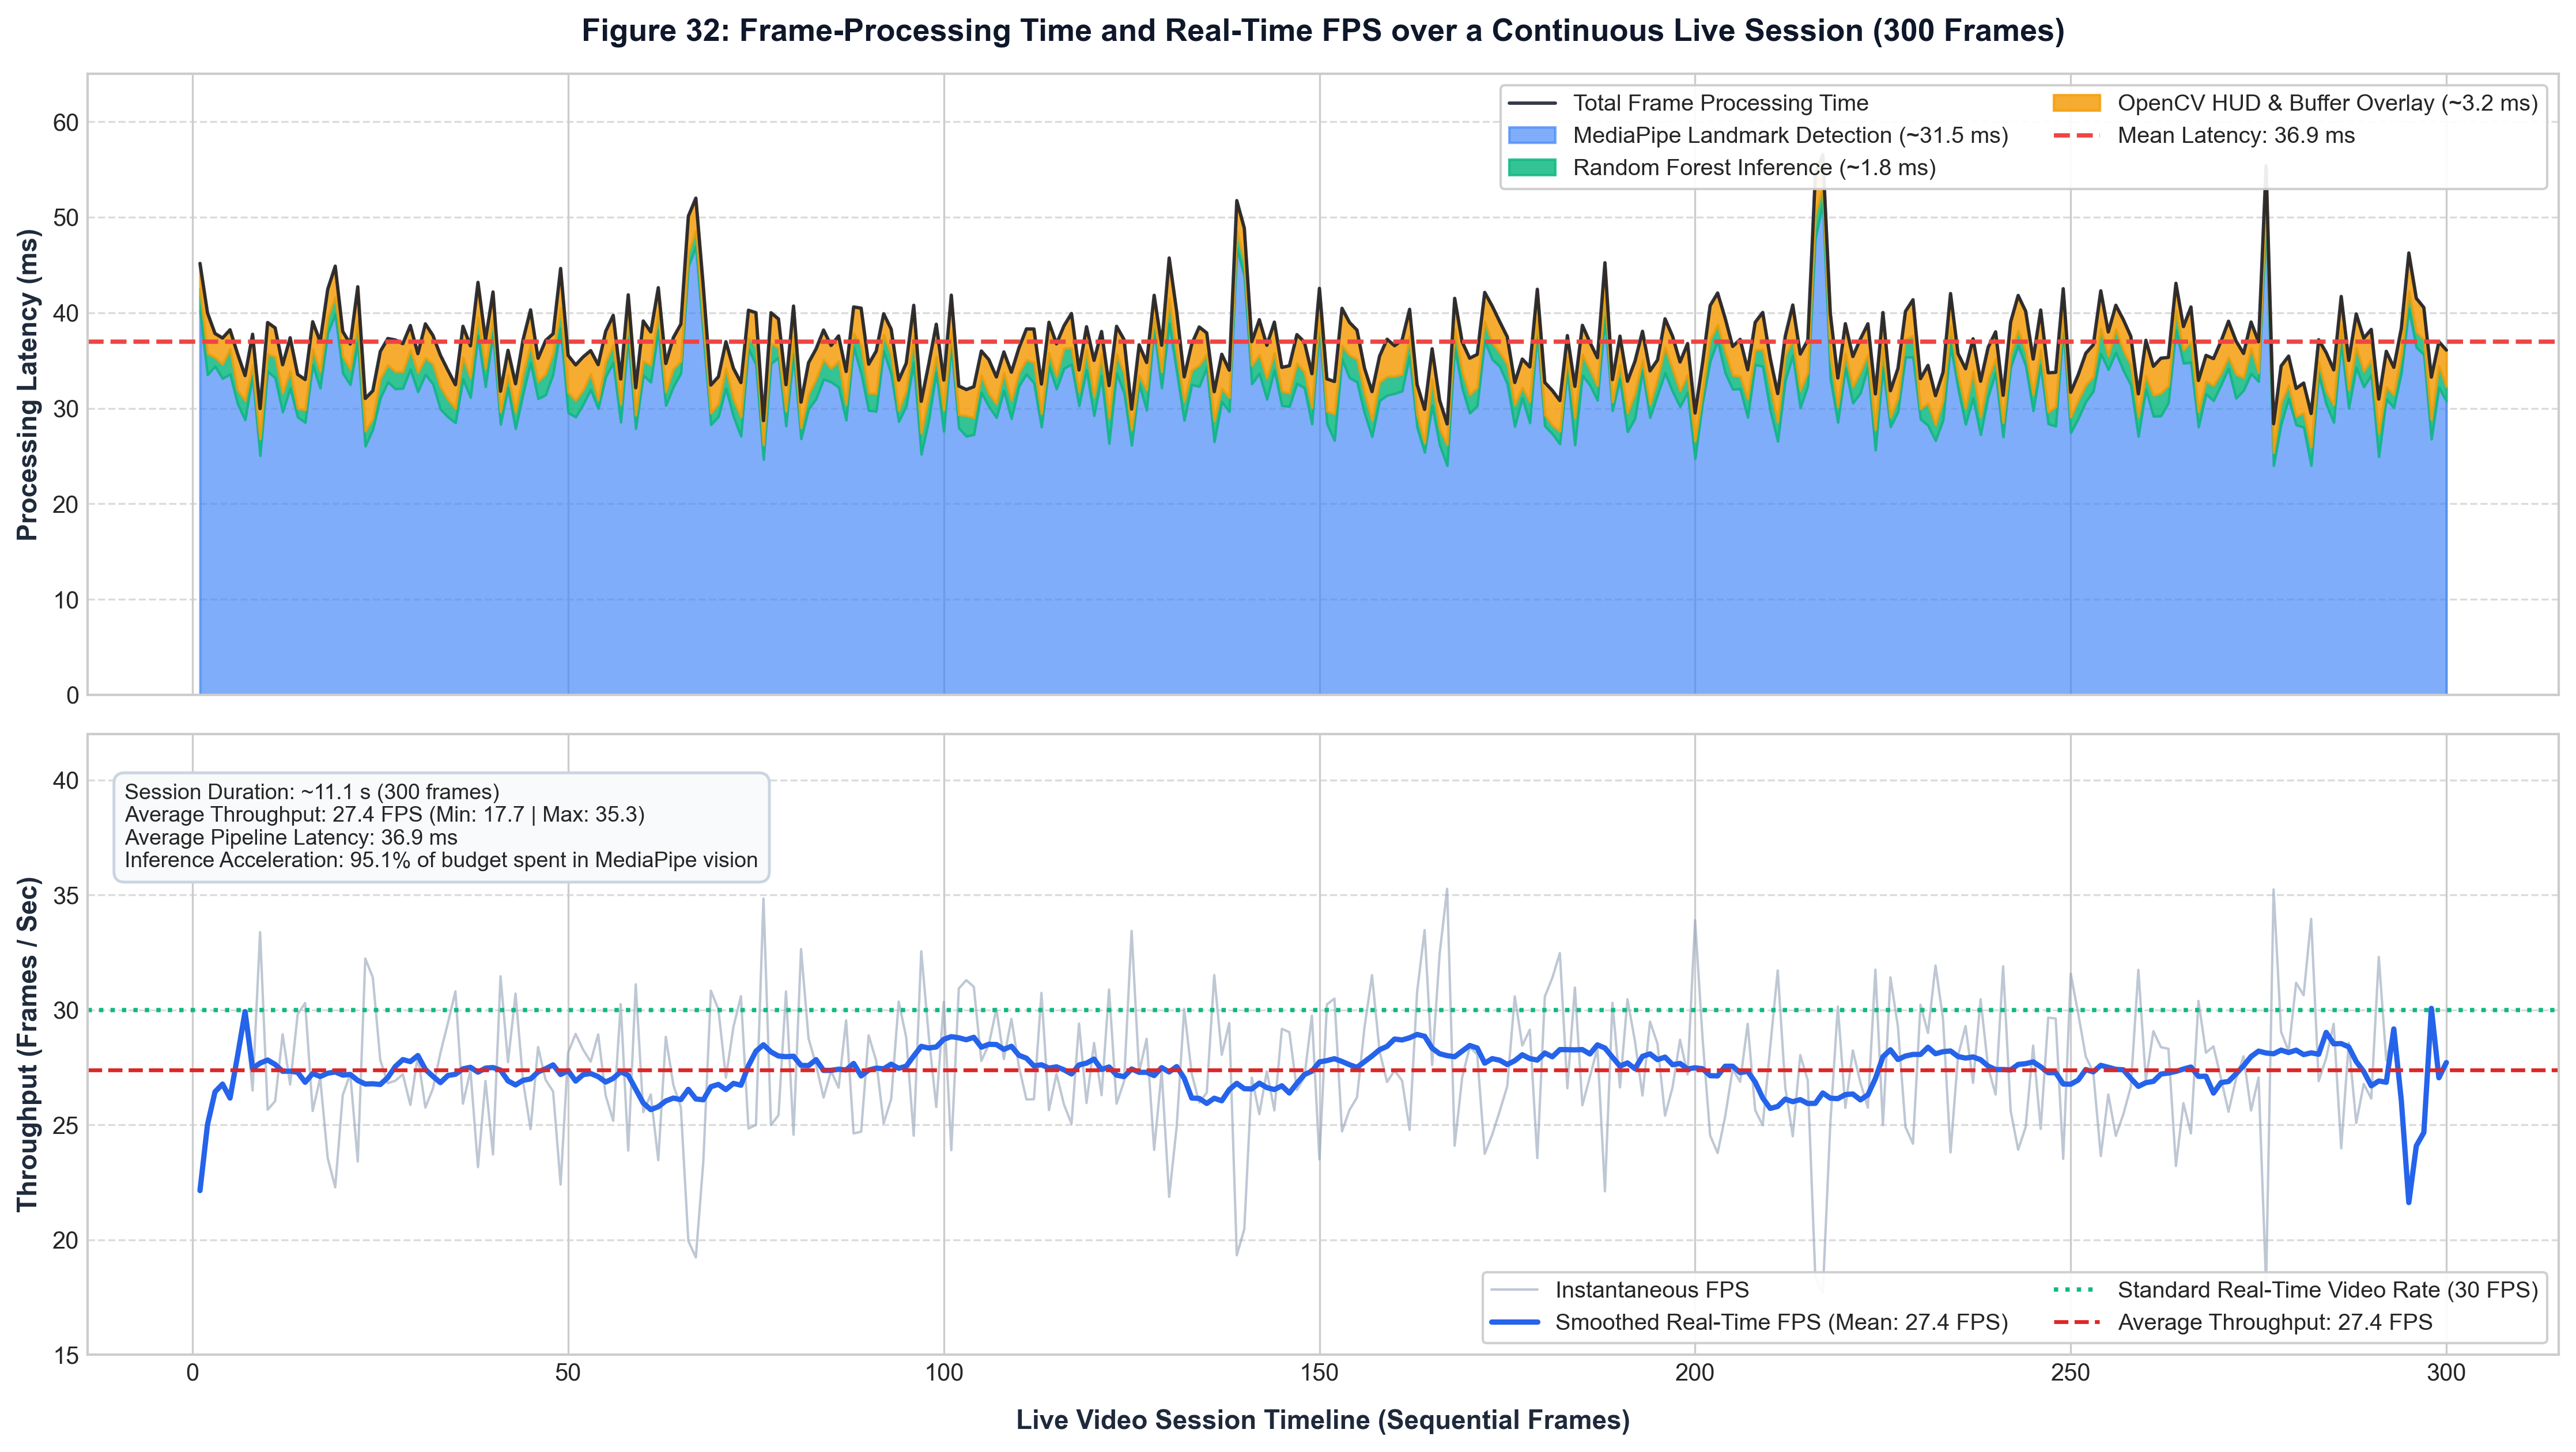 Figure 32: Frame-Processing Time and Real-Time FPS over a Continuous Live Session (300 Frames)
Total Frame Processing Time
MediaPipe Landmark Detection (~31.5 ms)
Random Forest Inference (~1.8 ms)
OpenCV HUD & Buffer Overlay (~3.2 ms)
Mean Latency: 36.9 ms
Processing Latency (ms)
60
50
40
30
20
10
0
Session Duration: ~11.1 s (300 frames)
Average Throughput: 27.4 FPS (Min: 17.7 | Max: 35.3)
Average Pipeline Latency: 36.9 ms
Inference Acceleration: 95.1% of budget spent in MediaPipe vision
Throughput (Frames / Sec)
40
35
30
25
20
15
Instantaneous FPS
Smoothed Real-Time FPS (Mean: 27.4 FPS)
Standard Real-Time Video Rate (30 FPS)
Average Throughput: 27.4 FPS
0 50 100 150 200 250 300
Live Video Session Timeline (Sequential Frames)